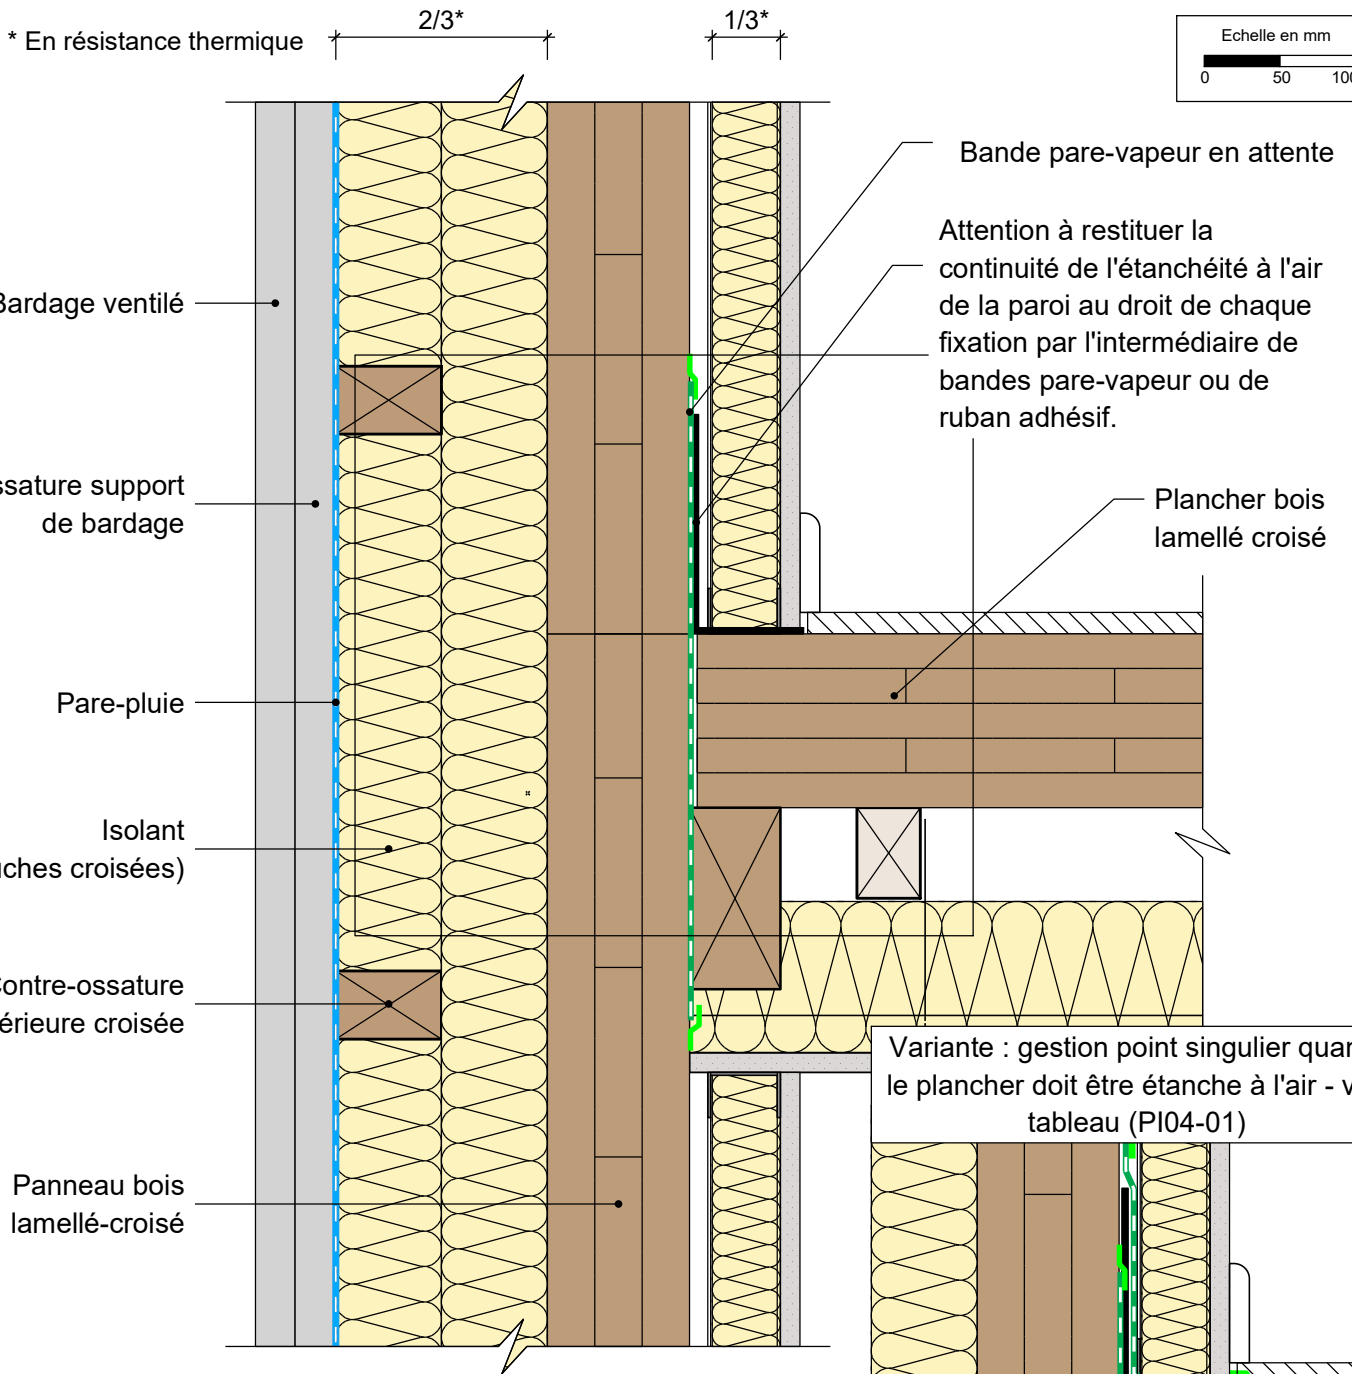 2/3*
1/3*
* En résistance thermique
Echelle en mm
0 50 100
Bande pare-vapeur en attente
Attention à restituer la
continuité de l'étanchéité à l'air
de la paroi au droit de chaque
fixation par l'intermédiaire de
bandes pare-vapeur ou de
ruban adhésif.
Bardage ventilé
ssature support
de bardage
Plancher bois
lamellé croisé
Pare-pluie
Isolant
uches croisées)
Contre-ossature
érieure croisée
Variante : gestion point singulier quan
le plancher doit être étanche à l'air - v
tableau (PI04-01)
Panneau bois
lamellé-croisé